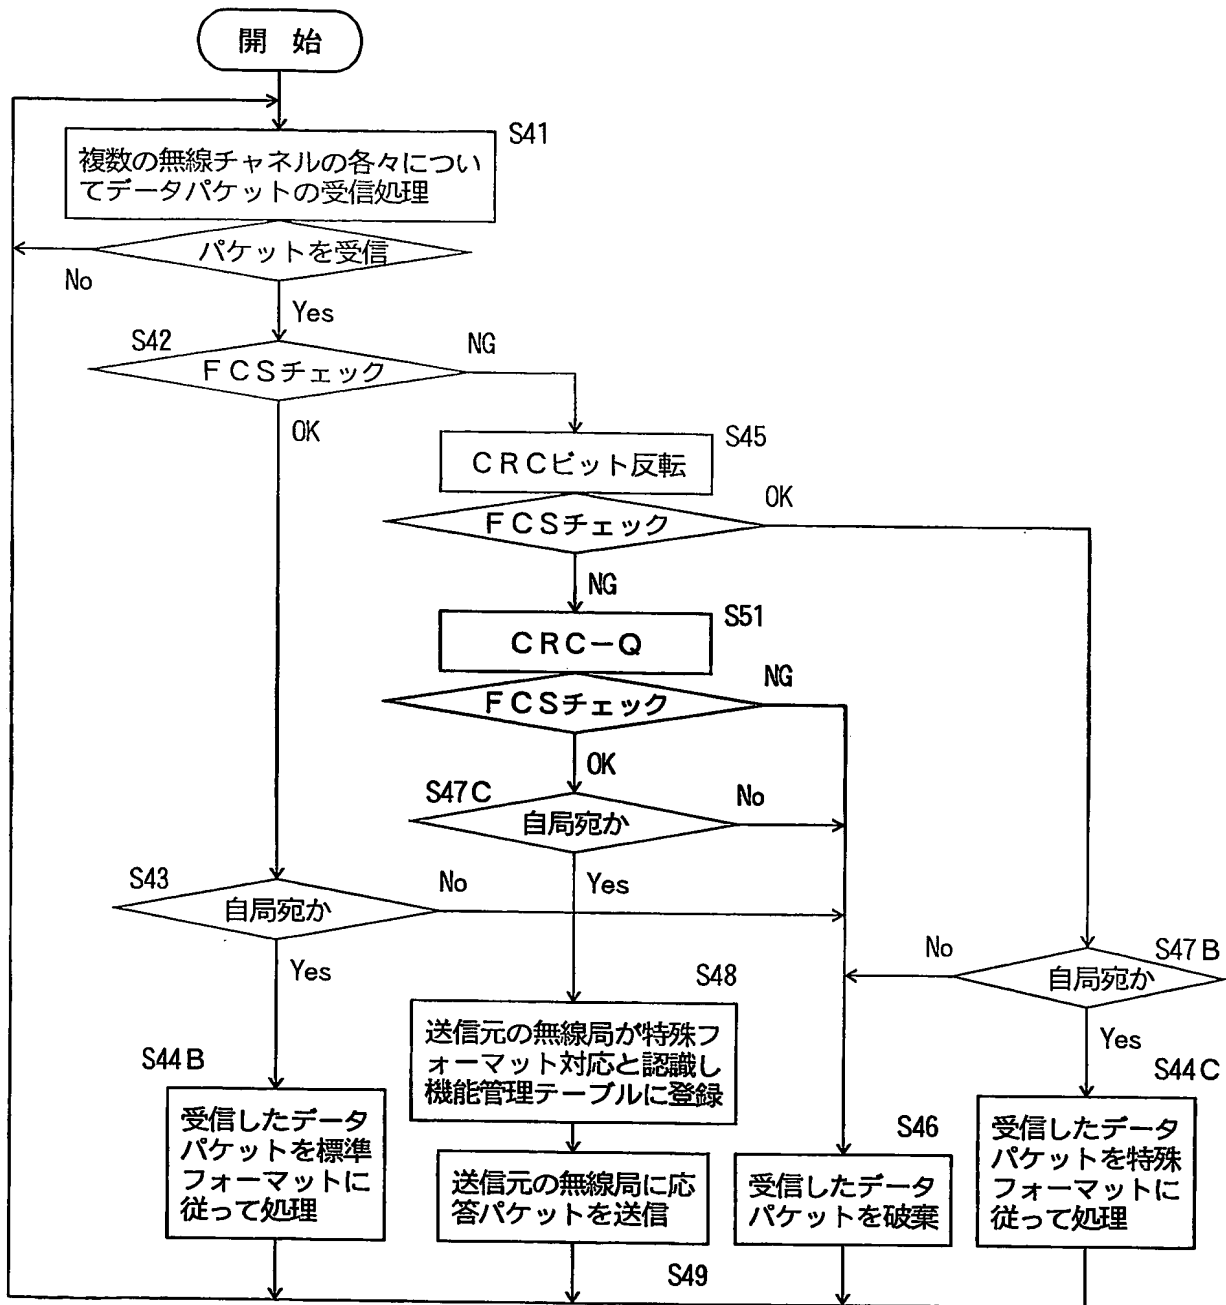 開 始
S41
複数の無線チャネルの各々につい
てデータパケットの受信処理
パケットを受信
No
Yes
S42
FCSチェック
NG
OK
S45
CRCビット反転
FCSチェック
OK
NG
S51
CRC-Q
FCSチェック
NG
OK
S47C
自局宛か
No
Yes
S43
自局宛か
No
Yes
S47B
自局宛か
No
Yes
S48
送信元の無線局が特殊フ
ォーマット対応と認識し
機能管理テーブルに登録
S44B
受信したデータ
パケットを標準
フォーマットに
従って処理
送信元の無線局に応
答パケットを送信
S49
S46
受信したデータ
パケットを破棄
S44C
受信したデータ
パケットを特殊
フォーマットに
従って処理